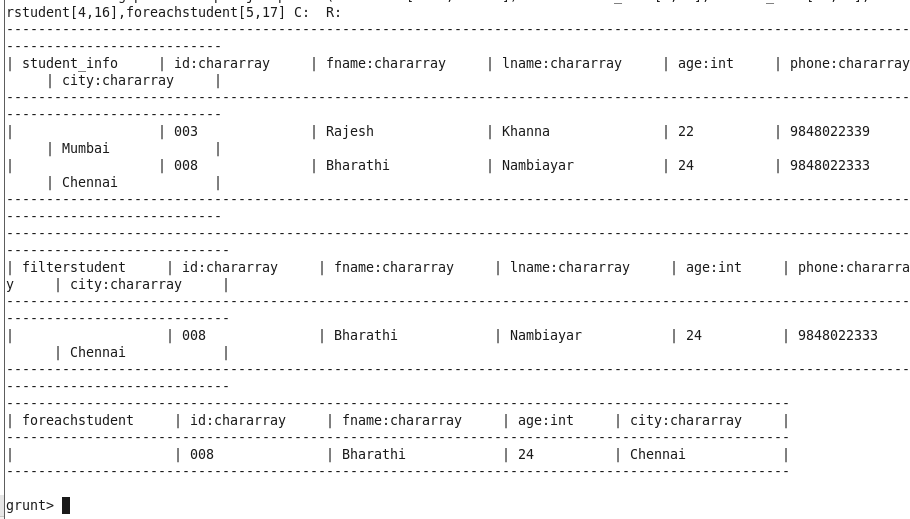 rstudent[4,16],foreachstudent[5,17] C:  R:
-----------------------------------------------------------------------------------------------------------------
---------------------------
| student_info     | id:chararray     | fname:chararray     | lname:chararray     | age:int     | phone:chararray
     | city:chararray     |
-----------------------------------------------------------------------------------------------------------------
---------------------------
|                  | 003              | Rajesh              | Khanna              | 22          | 9848022339
     | Mumbai             |
|                  | 008              | Bharathi            | Nambiayar           | 24          | 9848022333
     | Chennai            |
-----------------------------------------------------------------------------------------------------------------
---------------------------
-----------------------------------------------------------------------------------------------------------------
----------------------------
| filterstudent     | id:chararray     | fname:chararray     | lname:chararray     | age:int     | phone:chararra
y     | city:chararray     |
-----------------------------------------------------------------------------------------------------------------
----------------------------
|                   | 008              | Bharathi            | Nambiayar           | 24          | 9848022333
      | Chennai            |
-----------------------------------------------------------------------------------------------------------------
----------------------------
--------------------------------------------------------------------------------------------------
| foreachstudent     | id:chararray     | fname:chararray     | age:int     | city:chararray     |
--------------------------------------------------------------------------------------------------
|                    | 008              | Bharathi            | 24          | Chennai            |
--------------------------------------------------------------------------------------------------
grunt>